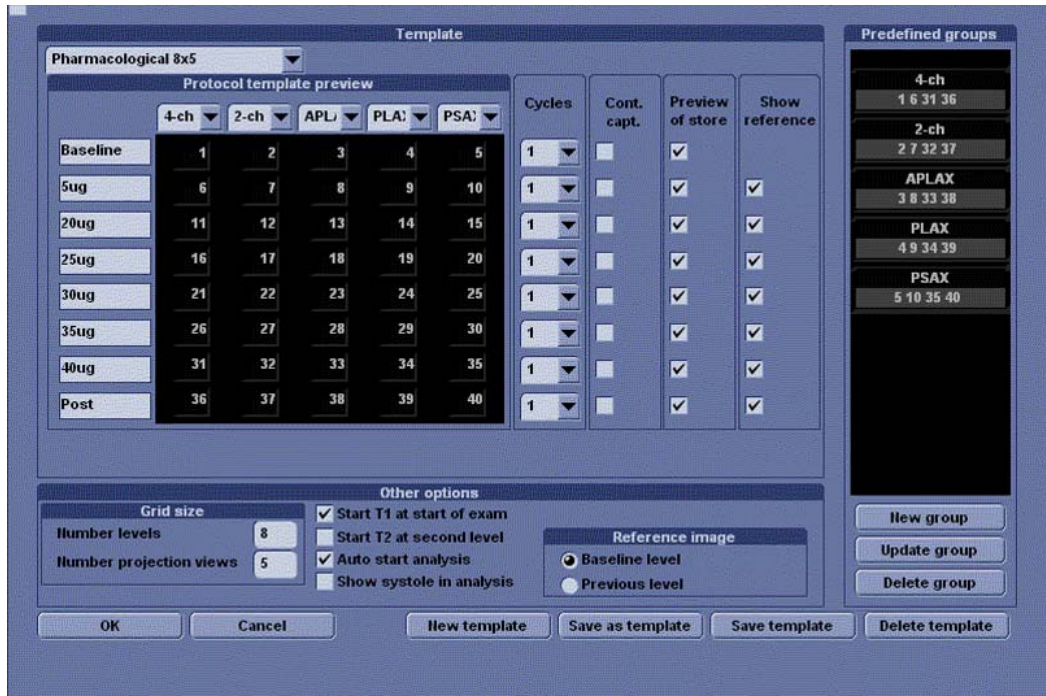 Template
Predefined groups
Pharmacological 8x5
Protocol template preview
Cycles
Cont. capt.
Preview of store
Show reference
4-ch 2-ch APL PLA PSA
Baseline 1 2 3 4 5 1
5ug 6 7 8 9 10 1
20ug 11 12 13 14 15 1
25ug 16 17 18 19 20 1
30ug 21 22 23 24 25 1
35ug 26 27 28 29 30 1
40ug 31 32 33 34 35 1
Post 36 37 38 39 40 1
4-ch
1 6 31 36
2-ch
2 7 32 37
APLAX
3 8 33 38
PLAX
4 9 34 39
PSAX
5 10 35 40
Other options
Grid size
Number levels 8
Number projection views 5
Start T1 at start of exam
Start T2 at second level
Auto start analysis
Show systole in analysis
Reference image
Baseline level
Previous level
New group
Update group
Delete group
OK Cancel New template Save as template Save template Delete template